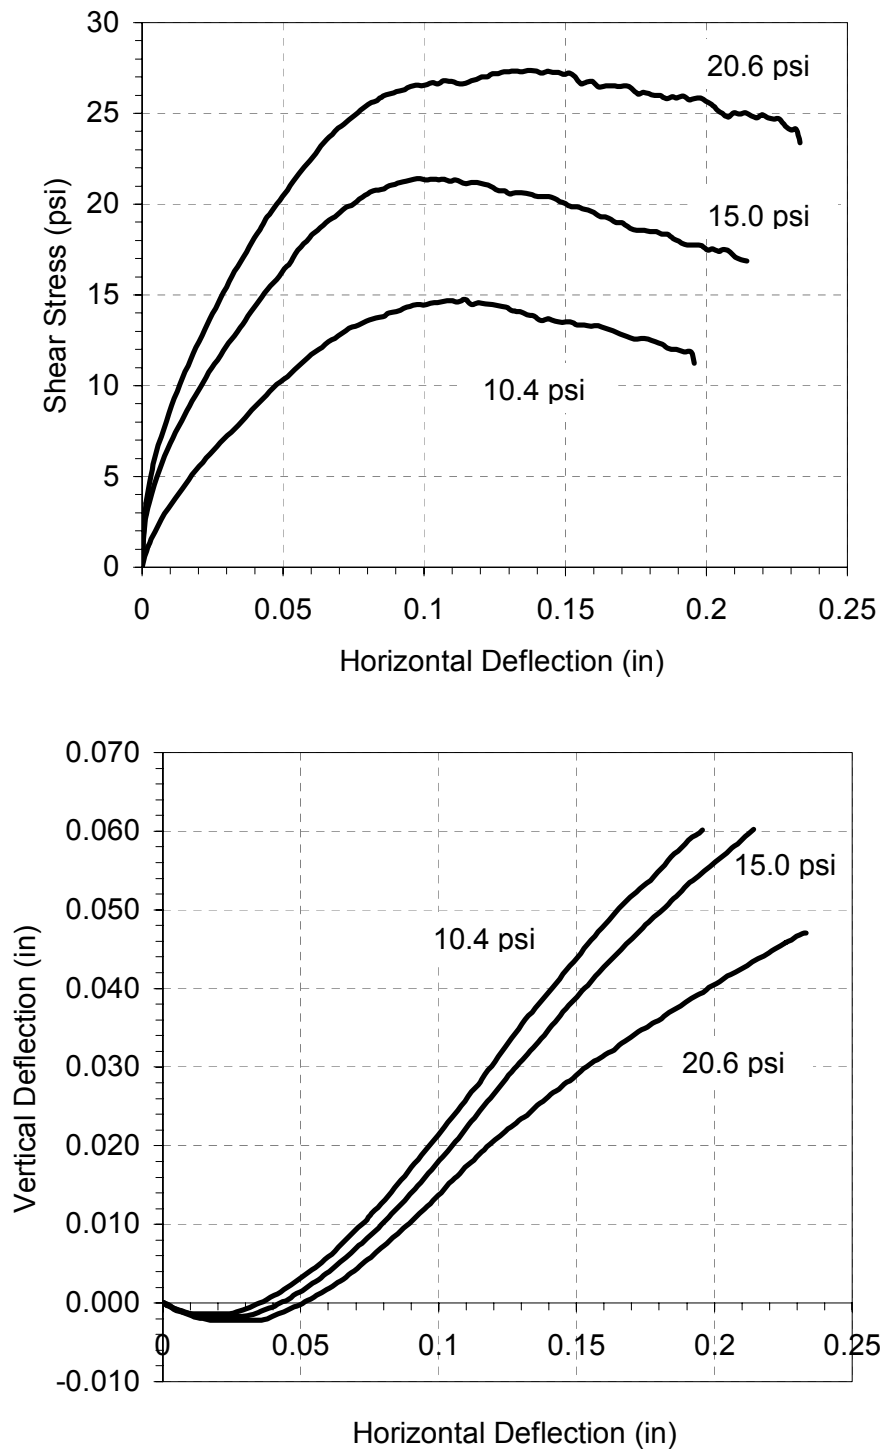 30
20.6 psi
25
20
15.0 psi
15
10
10.4 psi
5
0
0 0.05 0.1 0.15 0.2 0.25
Shear Stress (psi)
Horizontal Deflection (in)
0.070
0.060
15.0 psi
0.050
10.4 psi
0.040
0.030
20.6 psi
0.020
0.010
0.000
0 0.05 0.1 0.15 0.2 0.25
-0.010
Vertical Deflection (in)
Horizontal Deflection (in)